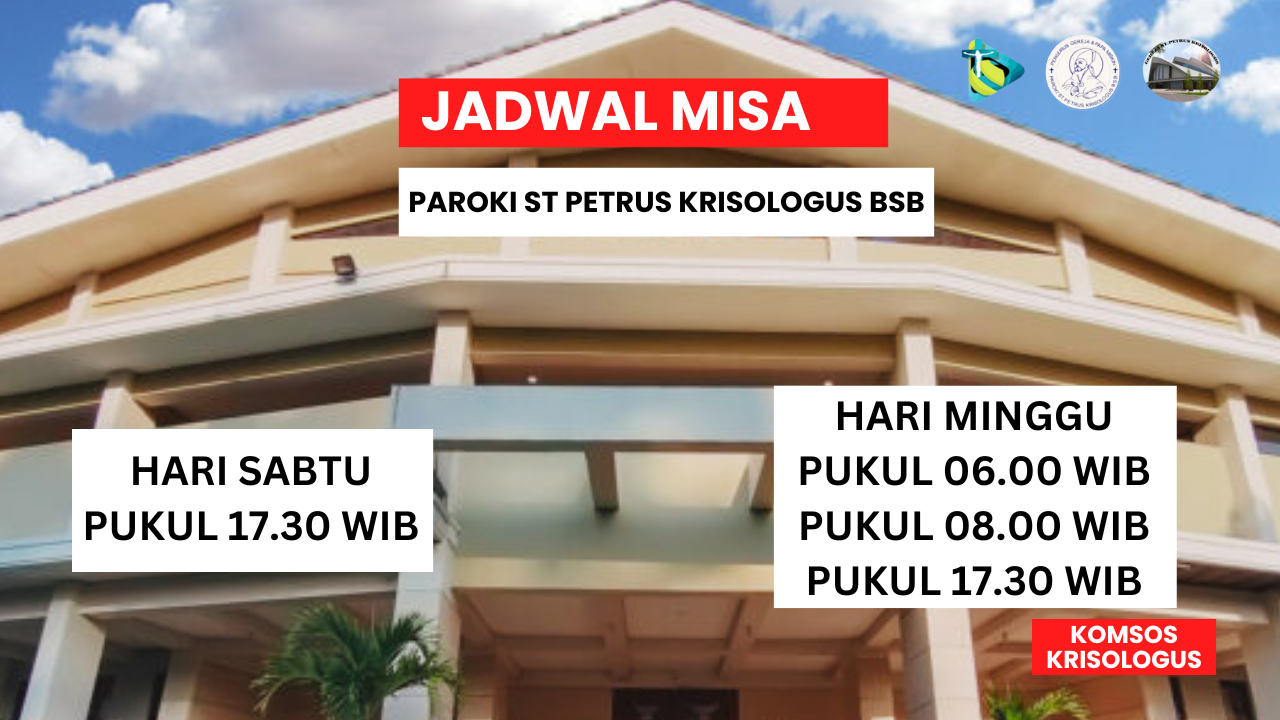 JADWAL MISA
PAROKI ST PETRUS KRISOLOGUS BSB
HARI SABTU
PUKUL 17.30 WIB
HARI MINGGU
PUKUL 06.00 WIB
PUKUL 08.00 WIB
PUKUL 17.30 WIB
KOMSOS
KRISOLOGUS